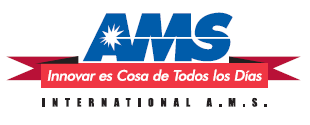 AMS
Innovar es Cosa de Todos los Días
INTERNATIONAL A.M.S.